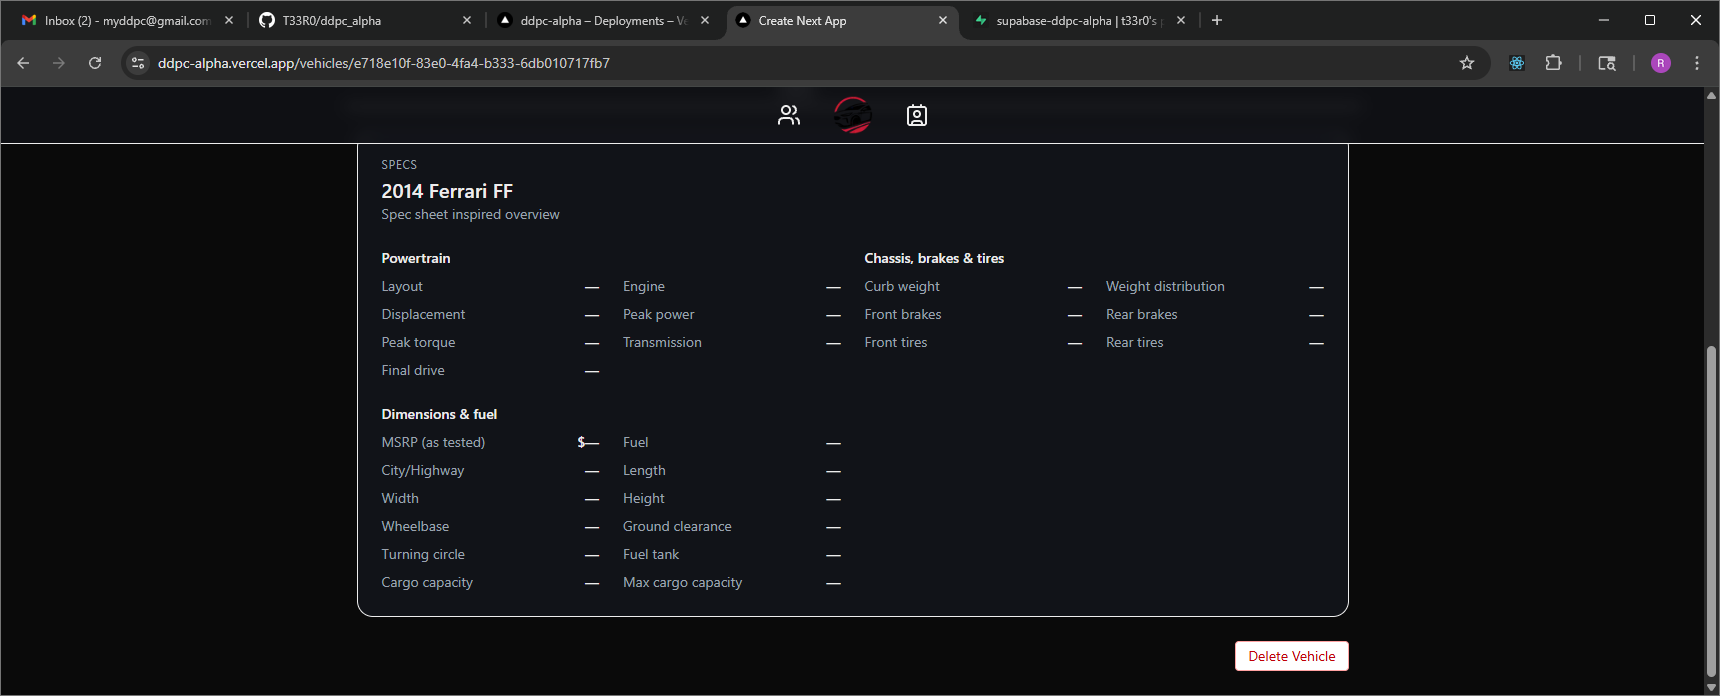 Inbox (2) - myddpc@gmail.com
T33R0/ddpc_alpha
ddpc-alpha – Deployments – Ve
Create Next App
supabase-ddpc-alpha | t33r0's p
ddpc-alpha.vercel.app/vehicles/e718e10f-83e0-4fa4-b333-6db010717fb7
R
SPECS
2014 Ferrari FF
Spec sheet inspired overview
Powertrain
Layout —
Engine —
Displacement —
Peak power —
Peak torque —
Transmission —
Final drive —
Chassis, brakes & tires
Curb weight —
Weight distribution —
Front brakes —
Rear brakes —
Front tires —
Rear tires —
Dimensions & fuel
MSRP (as tested) $—
Fuel —
City/Highway —
Length —
Width —
Height —
Wheelbase —
Ground clearance —
Turning circle —
Fuel tank —
Cargo capacity —
Max cargo capacity —
Delete Vehicle